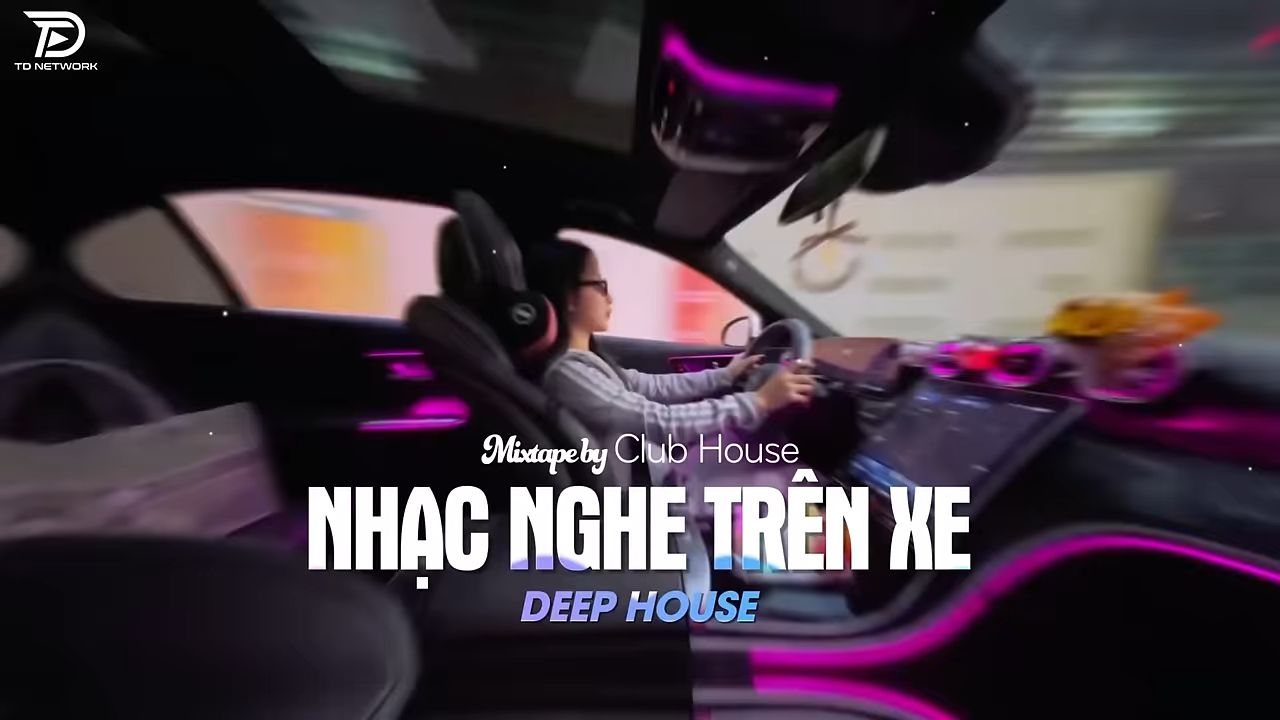 TD NETWORK
Mixtape by Club House
NHẠC NGHE TRÊN XE
DEEP HOUSE